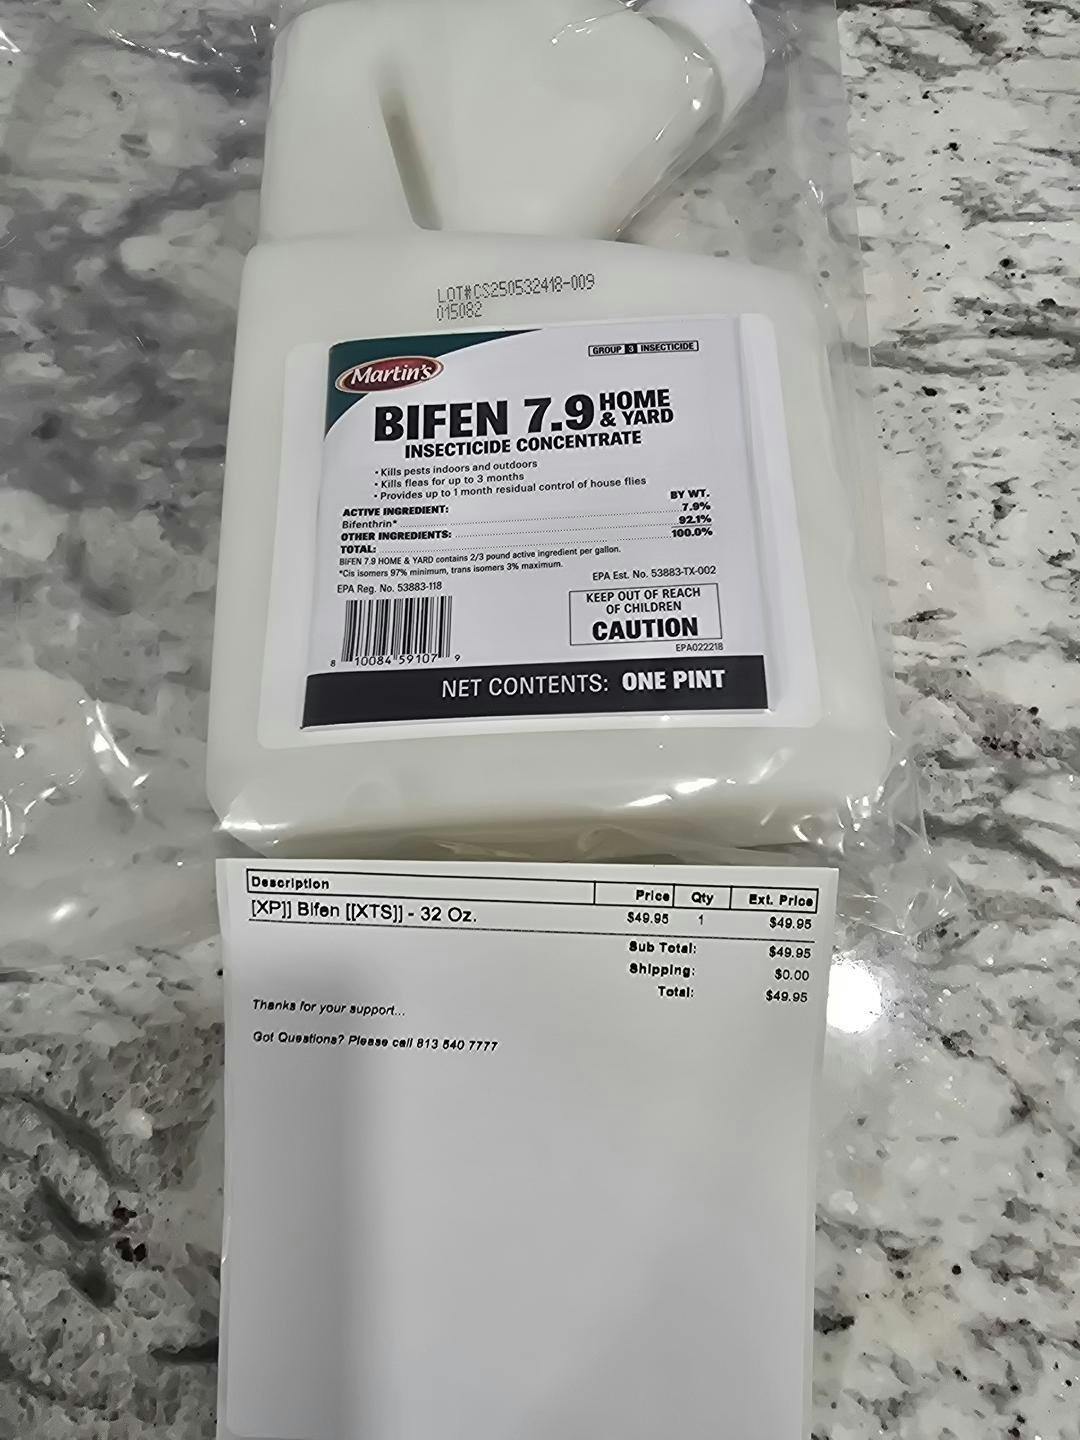 LOT#CS250532418-009
015082
GROUP 3 INSECTICIDE
Martin's
BIFEN 7.9 HOME & YARD
INSECTICIDE CONCENTRATE
• Kills pests indoors and outdoors
• Kills fleas for up to 3 months
• Provides up to 1 month residual control of house flies
BY WT.
ACTIVE INGREDIENT:
Bifenthrin* 7.9%
OTHER INGREDIENTS: 92.1%
TOTAL: 100.0%
BIFEN 7.9 HOME & YARD contains 2/3 pound active ingredient per gallon.
*Cis isomers 97% minimum, trans isomers 3% maximum.
EPA Reg. No. 53883-118
EPA Est. No. 53883-TX-002
KEEP OUT OF REACH
OF CHILDREN
CAUTION
EPA022218
8 10084 59107 9
NET CONTENTS: ONE PINT
Description Price Qty Ext. Price
[XP]] Bifen [[XTS]] - 32 Oz. $49.95 1 $49.95
Sub Total: $49.95
Shipping: $0.00
Total: $49.95
Thanks for your support...
Got Questions? Please call 813 640 7777